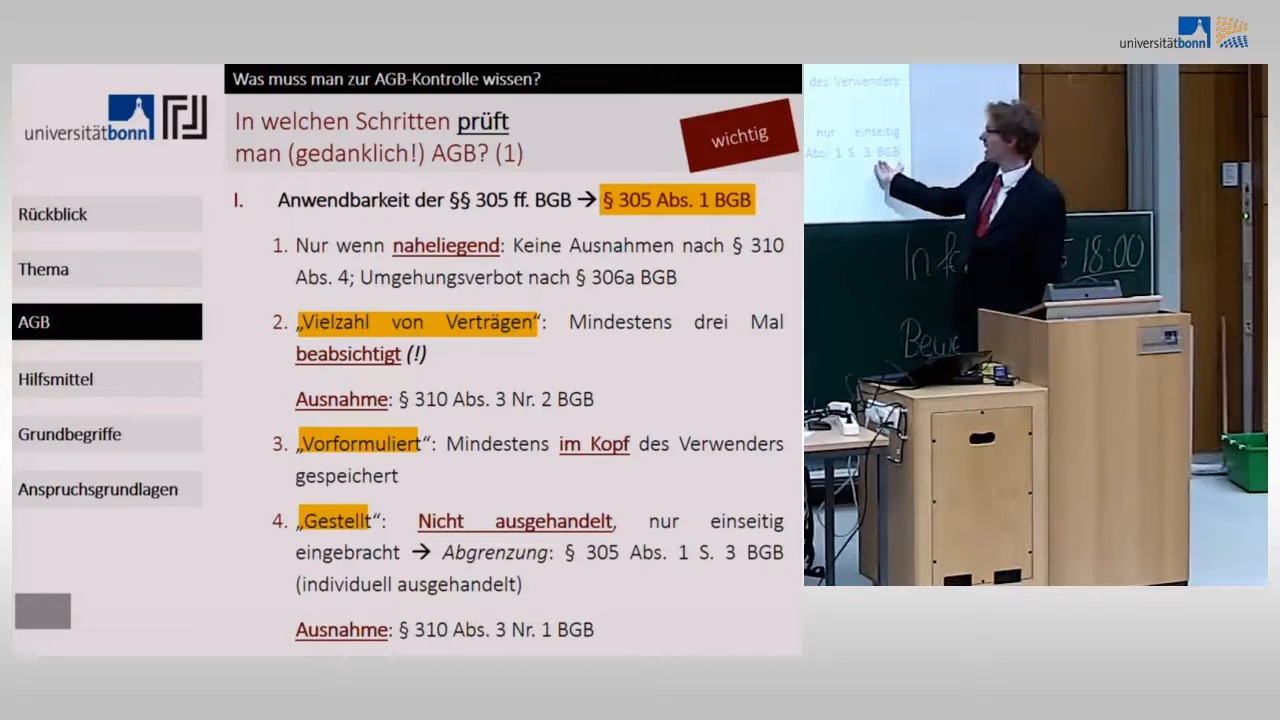 universitätbonn
Was muss man zur AGB-Kontrolle wissen?
universitätbonn
In welchen Schritten prüft
man (gedanklich!) AGB? (1)
wichtig
Rückblick
Thema
AGB
Hilfsmittel
Grundbegriffe
Anspruchsgrundlagen
I. Anwendbarkeit der §§ 305 ff. BGB → § 305 Abs. 1 BGB
1. Nur wenn naheliegend: Keine Ausnahmen nach § 310
Abs. 4; Umgehungsverbot nach § 306a BGB
2. „Vielzahl von Verträgen“: Mindestens drei Mal
beabsichtigt (!)
Ausnahme: § 310 Abs. 3 Nr. 2 BGB
3. „Vorformuliert“: Mindestens im Kopf des Verwenders
gespeichert
4. „Gestellt“: Nicht ausgehandelt, nur einseitig
eingebracht → Abgrenzung: § 305 Abs. 1 S. 3 BGB
(individuell ausgehandelt)
Ausnahme: § 310 Abs. 3 Nr. 1 BGB
des Verwenders
nur einseitig
Abs. 1 S. 3 BGB
18:00